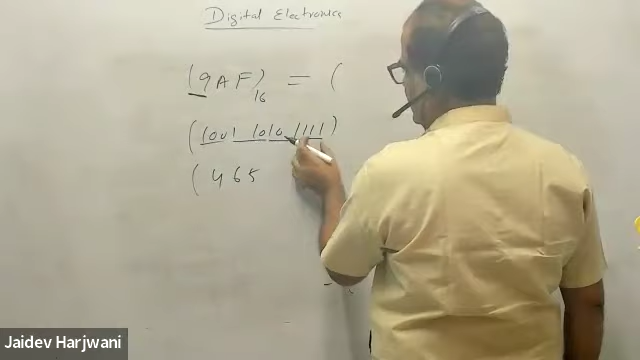 Digital Electronics
(9AF)16 = (
(1001 1010 1111)
(465
Jaidev Harjwani